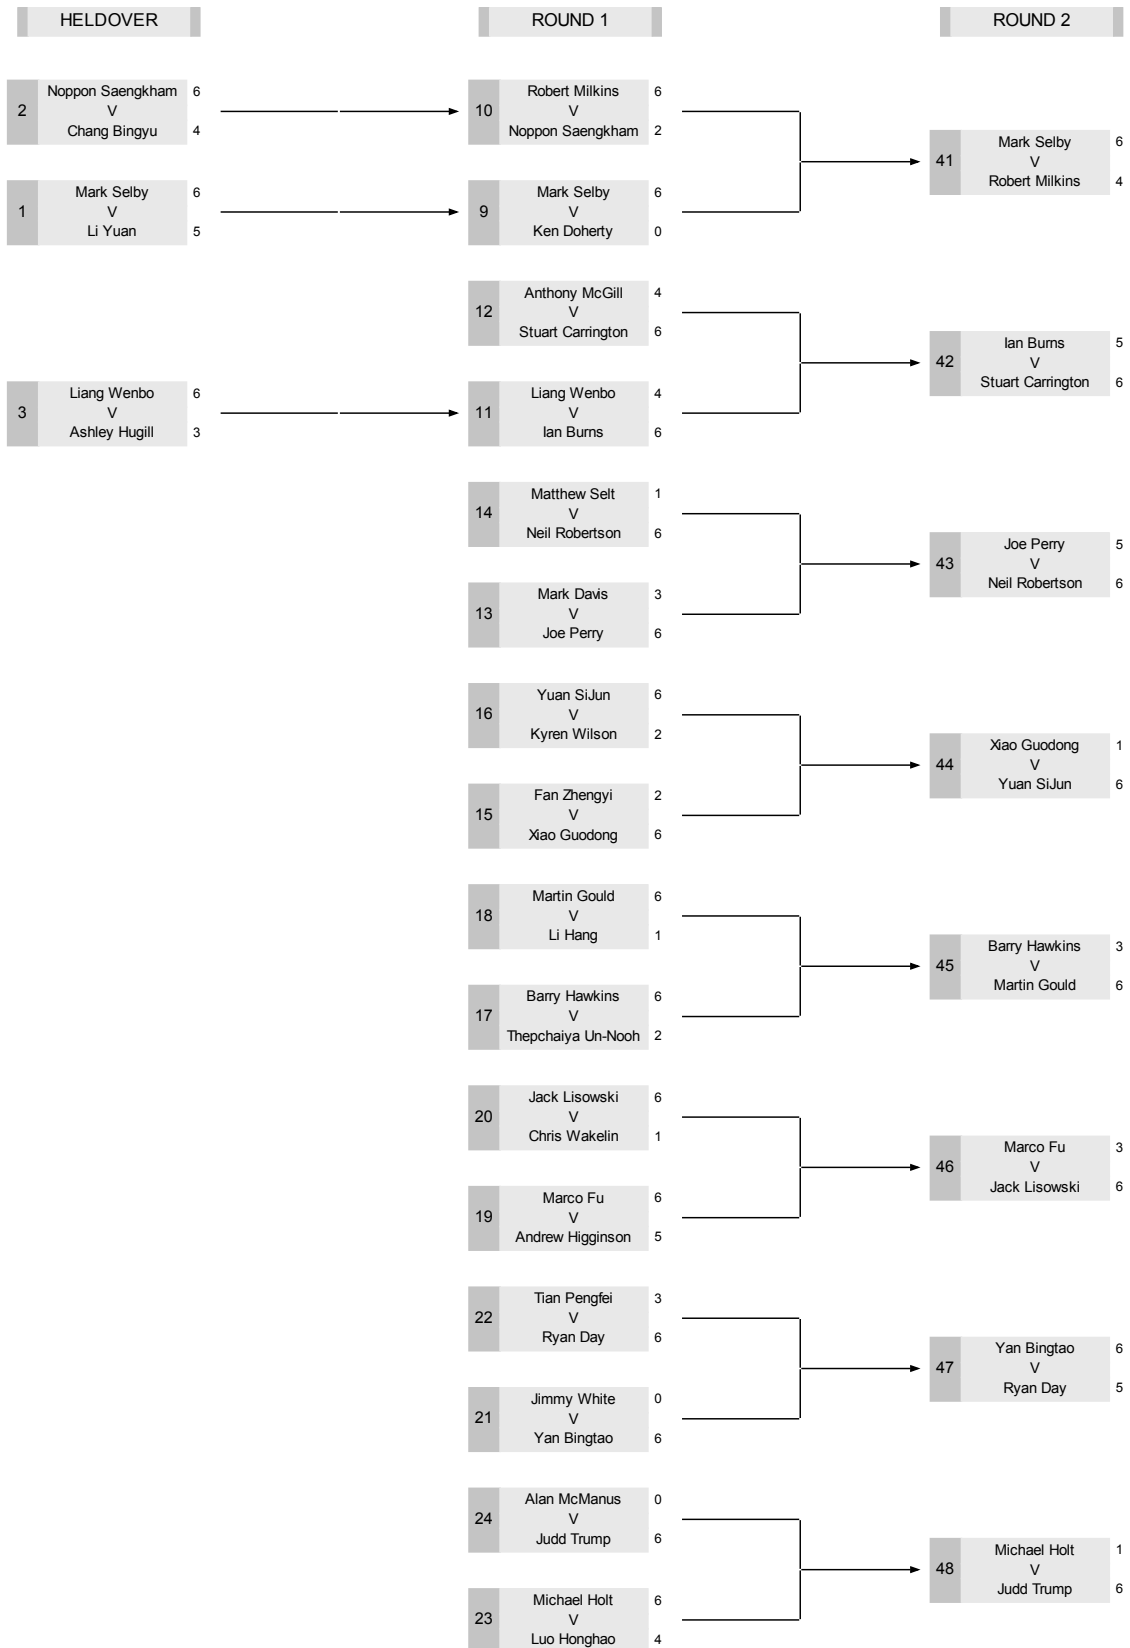 HELDOVER
ROUND 1
ROUND 2
2
Noppon Saengkham 6
V
Chang Bingyu 4
1
Mark Selby 6
V
Li Yuan 5
3
Liang Wenbo 6
V
Ashley Hugill 3
10
Robert Milkins 6
V
Noppon Saengkham 2
9
Mark Selby 6
V
Ken Doherty 0
12
Anthony McGill 4
V
Stuart Carrington 6
11
Liang Wenbo 4
V
Ian Burns 6
14
Matthew Selt 1
V
Neil Robertson 6
13
Mark Davis 3
V
Joe Perry 6
16
Yuan SiJun 6
V
Kyren Wilson 2
15
Fan Zhengyi 2
V
Xiao Guodong 6
18
Martin Gould 6
V
Li Hang 1
17
Barry Hawkins 6
V
Thepchaiya Un-Nooh 2
20
Jack Lisowski 6
V
Chris Wakelin 1
19
Marco Fu 6
V
Andrew Higginson 5
22
Tian Pengfei 3
V
Ryan Day 6
21
Jimmy White 0
V
Yan Bingtao 6
24
Alan McManus 0
V
Judd Trump 6
23
Michael Holt 6
V
Luo Honghao 4
41
Mark Selby 6
V
Robert Milkins 4
42
Ian Burns 5
V
Stuart Carrington 6
43
Joe Perry 5
V
Neil Robertson 6
44
Xiao Guodong 1
V
Yuan SiJun 6
45
Barry Hawkins 3
V
Martin Gould 6
46
Marco Fu 3
V
Jack Lisowski 6
47
Yan Bingtao 6
V
Ryan Day 5
48
Michael Holt 1
V
Judd Trump 6